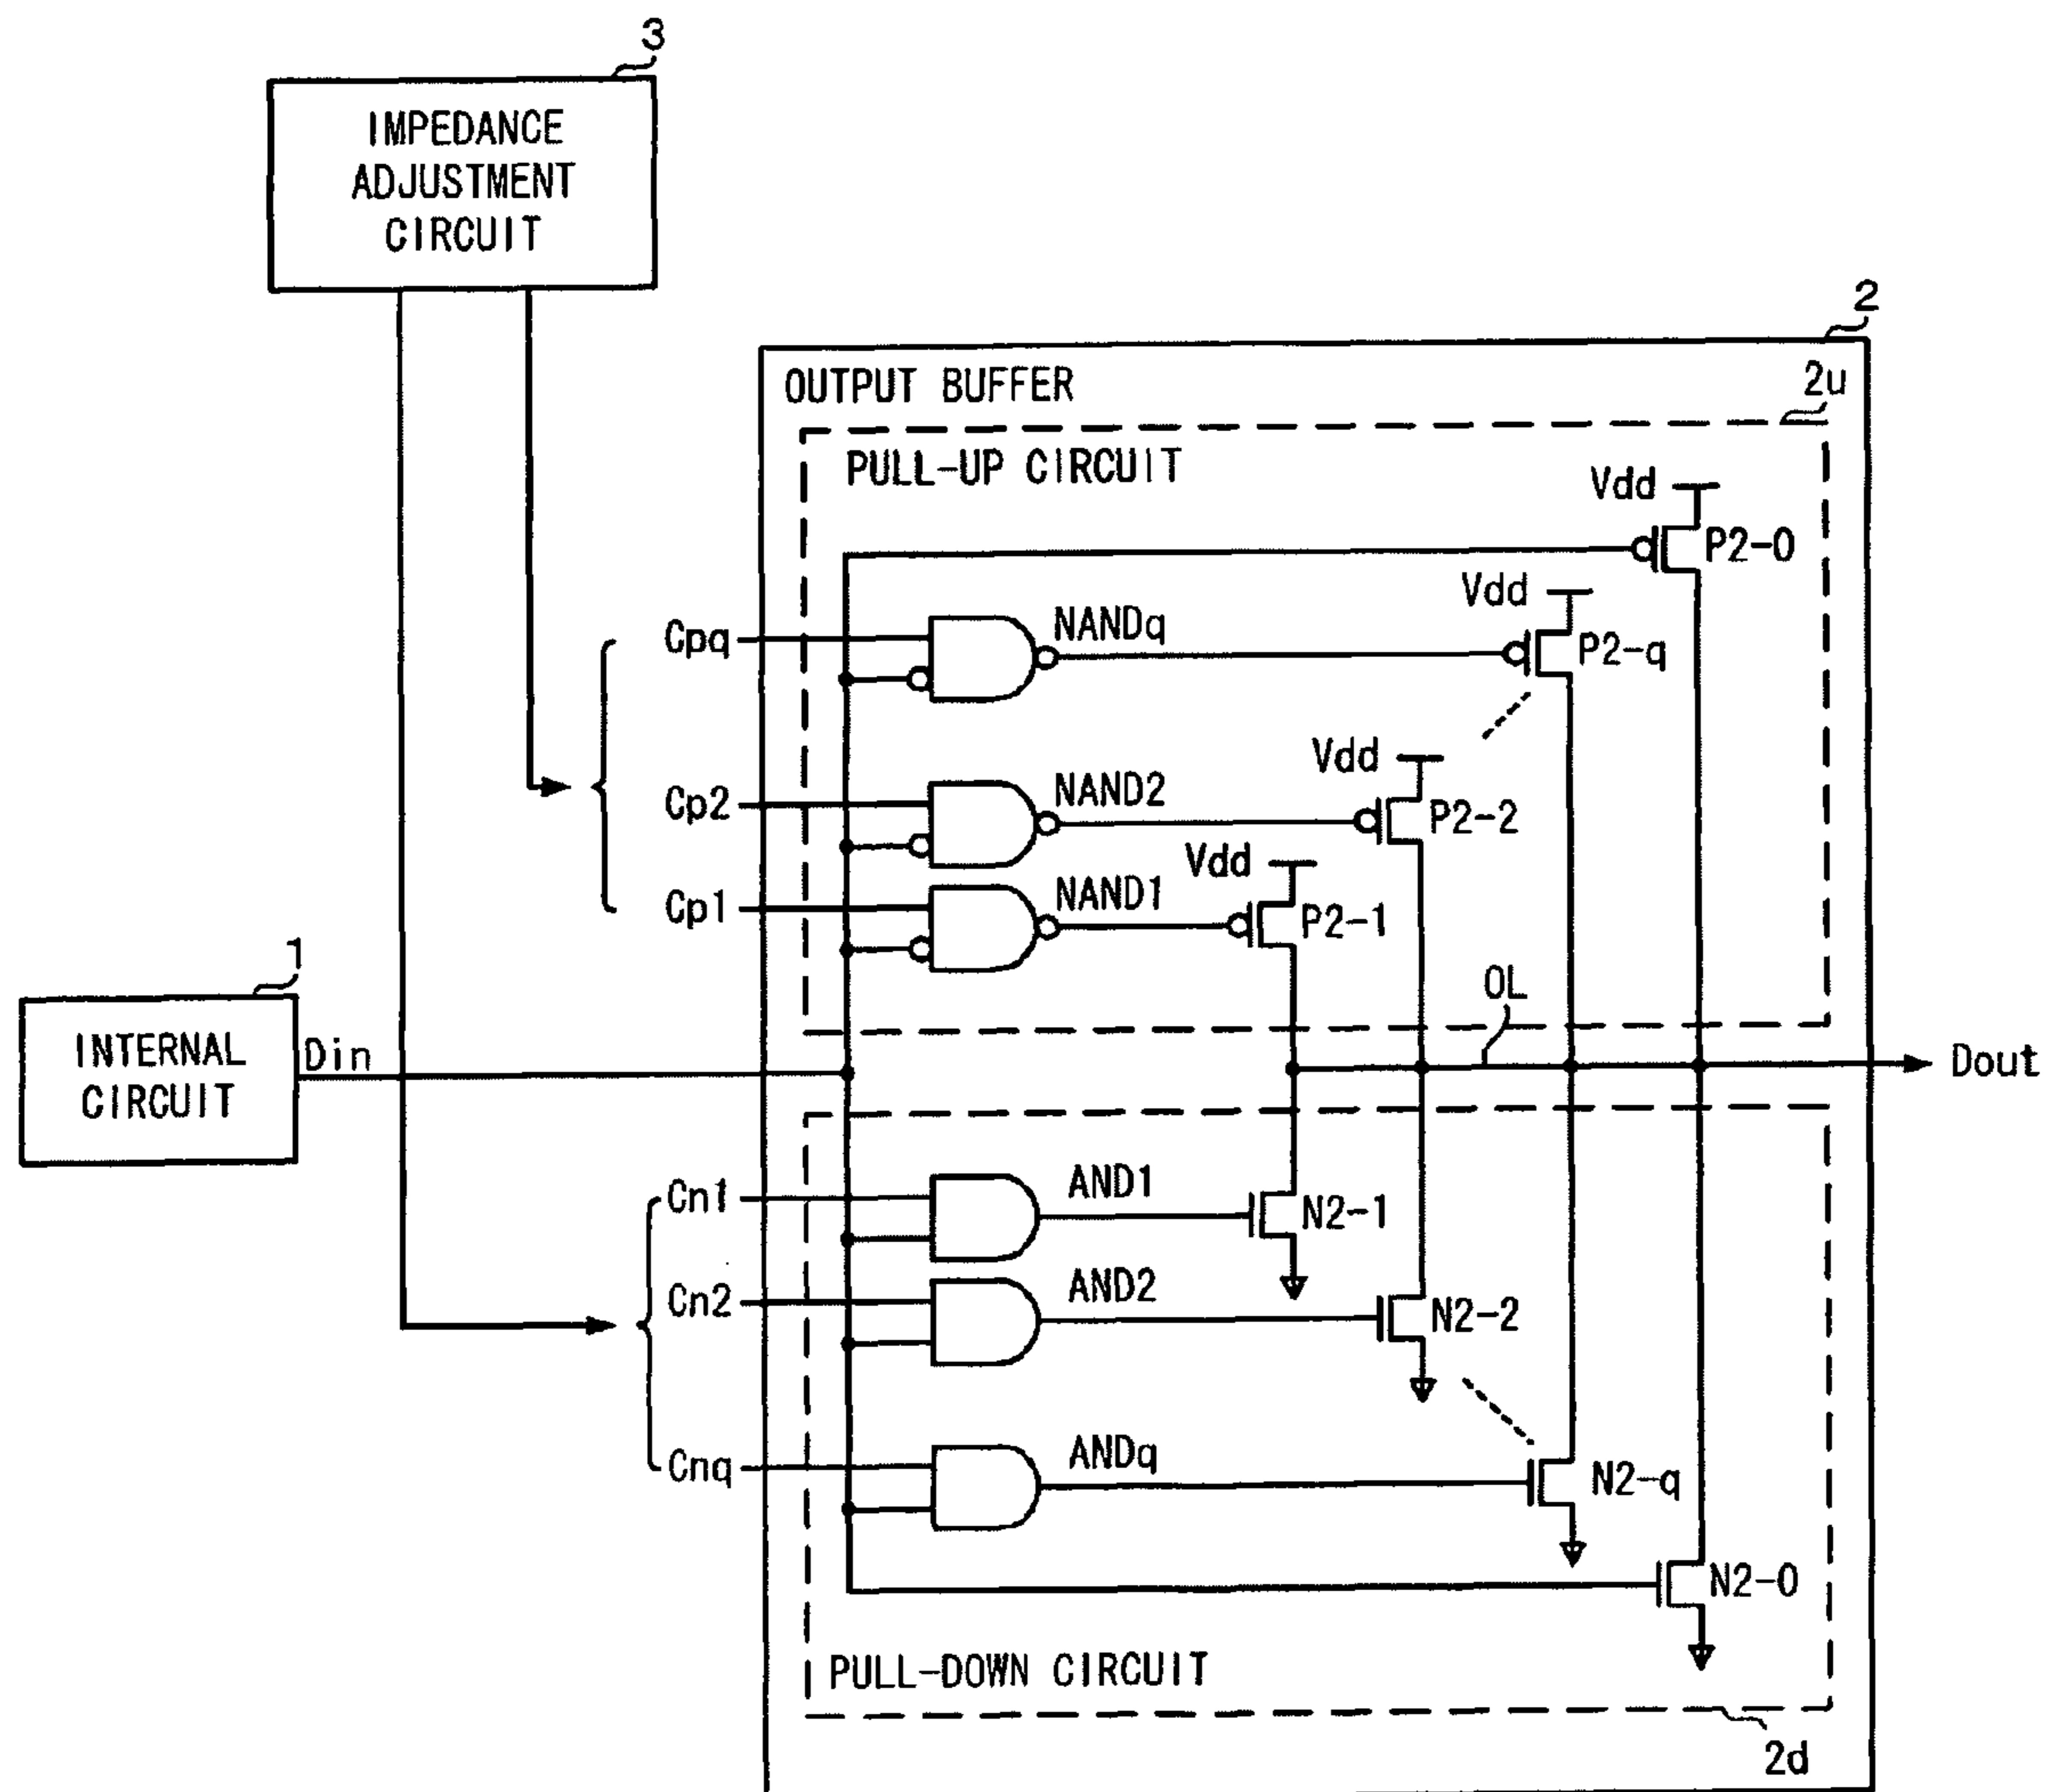 3
IMPEDANCE
ADJUSTMENT
CIRCUIT
2
OUTPUT BUFFER
2u
PULL-UP CIRCUIT
Vdd
P2-0
Vdd
Cpq
NANDq
P2-q
Vdd
Cp2
NAND2
P2-2
Vdd
Cp1
NAND1
P2-1
1
OL
INTERNAL
CIRCUIT
Din
Dout
Cn1
AND1
N2-1
Cn2
AND2
N2-2
Cnq
ANDq
N2-q
N2-0
PULL-DOWN CIRCUIT
2d